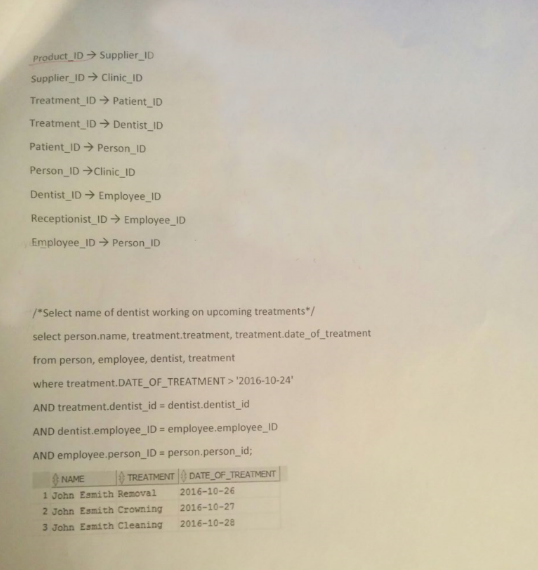 Product_ID → Supplier_ID
Supplier_ID → Clinic_ID
Treatment_ID → Patient_ID
Treatment_ID → Dentist_ID
Patient_ID → Person_ID
Person_ID →Clinic_ID
Dentist_ID → Employee_ID
Receptionist_ID → Employee_ID
Employee_ID → Person_ID
/*Select name of dentist working on upcoming treatments*/
select person.name, treatment.treatment, treatment.date_of_treatment
from person, employee, dentist, treatment
where treatment.DATE_OF_TREATMENT > '2016-10-24'
AND treatment.dentist_id = dentist.dentist_id
AND dentist.employee_ID = employee.employee_ID
AND employee.person_ID = person.person_id;
NAME TREATMENT DATE_OF_TREATMENT
1 John Esmith Removal 2016-10-26
2 John Esmith Crowning 2016-10-27
3 John Esmith Cleaning 2016-10-28